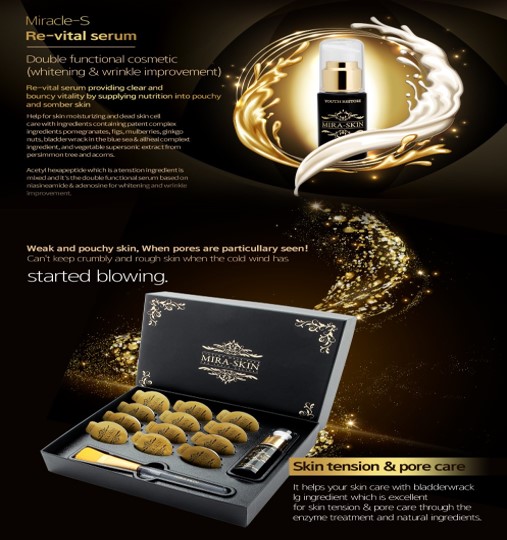 Miracle-S
Re-vital serum
Double functional cosmetic
(whitening & wrinkle improvement)
Re-vital serum providing clear and
bouncy vitality by supplying nutrition into pouchy
and somber skin
Help for skin moisturizing and dead skin cell
care with ingredients containing patent complex
ingredients pomegranates, figs, mulberries, ginkgo
nuts, bladderwrack in the blue sea & allheal complext
ingredient, and vegetable supersonic extract from
persimmon tree and acorns.
Acetyl hexapeptide which is a tenstion ingredient is
mixed and it's the double functional serum based on
niasineamide & adenosine for whitening and wrinkle
improvement.
YOUTH RESTORE
MIRA-SKIN
Weak and pouchy skin, When pores are particullary seen!
Can't keep crumbly and rough skin when the cold wind has
started blowing.
MIRA-SKIN
Skin tension & pore care
It helps your skin care with bladderwrack
Ig ingredient which is excellent
for skin tension & pore care through the
enzyme treatment and natural ingredients.